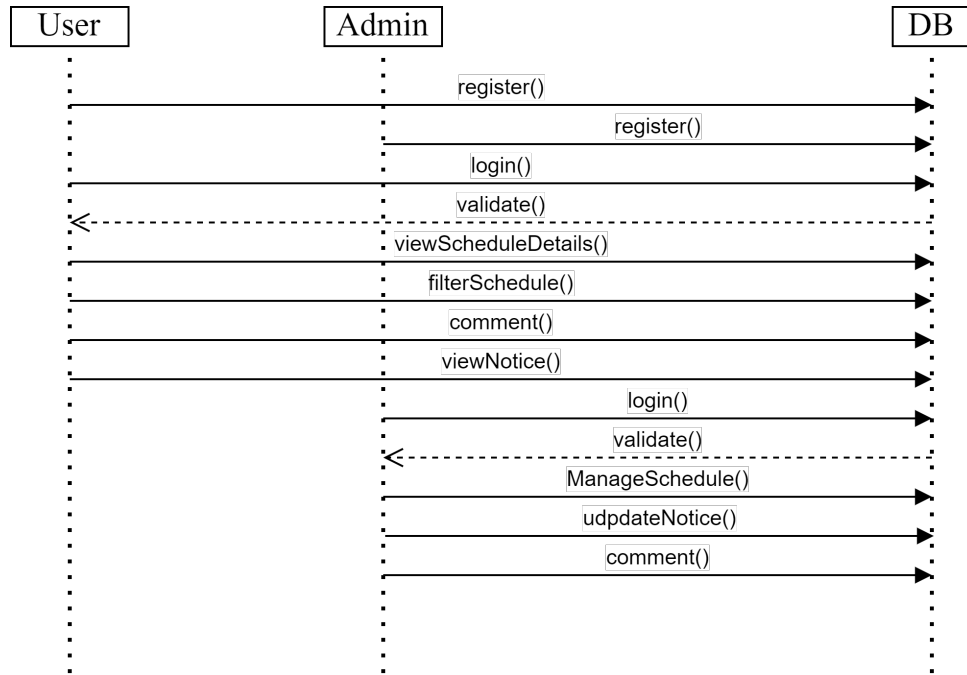 User
Admin
DB
register()
register()
login()
validate()
viewScheduleDetails()
filterSchedule()
comment()
viewNotice()
login()
validate()
ManageSchedule()
udpdateNotice()
comment()